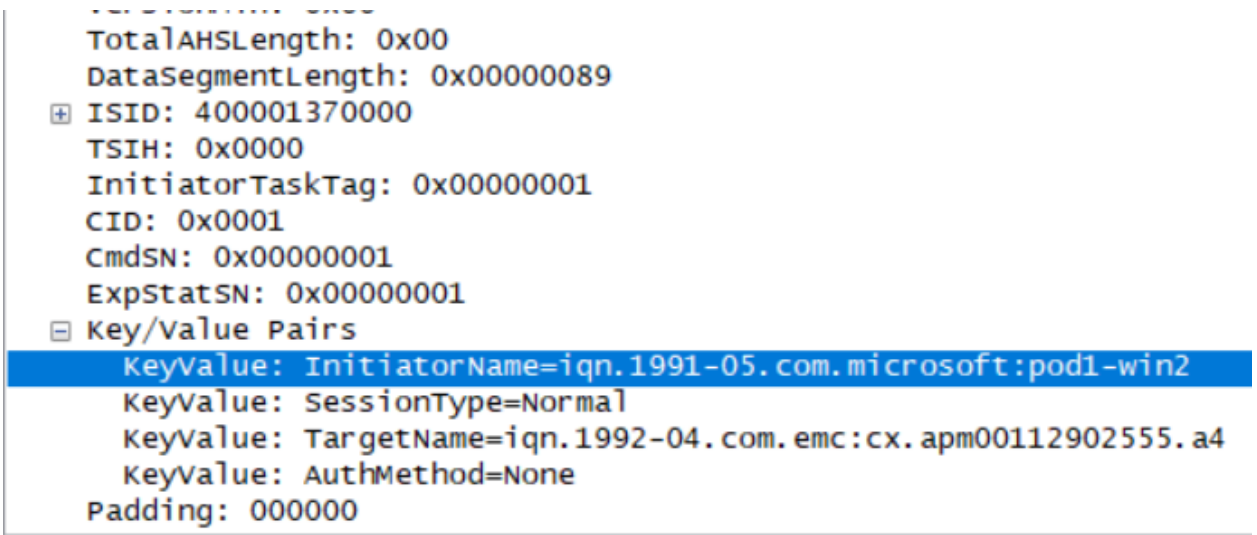 TotalAHSLength: 0x00
DataSegmentLength: 0x00000089
ISID: 400001370000
TSIH: 0x0000
InitiatorTaskTag: 0x00000001
CID: 0x0001
CmdSN: 0x00000001
ExpStatSN: 0x00000001
Key/Value Pairs
KeyValue: InitiatorName=iqn.1991-05.com.microsoft:pod1-win2
KeyValue: SessionType=Normal
KeyValue: TargetName=iqn.1992-04.com.emc:cx.apm00112902555.a4
KeyValue: AuthMethod=None
Padding: 000000